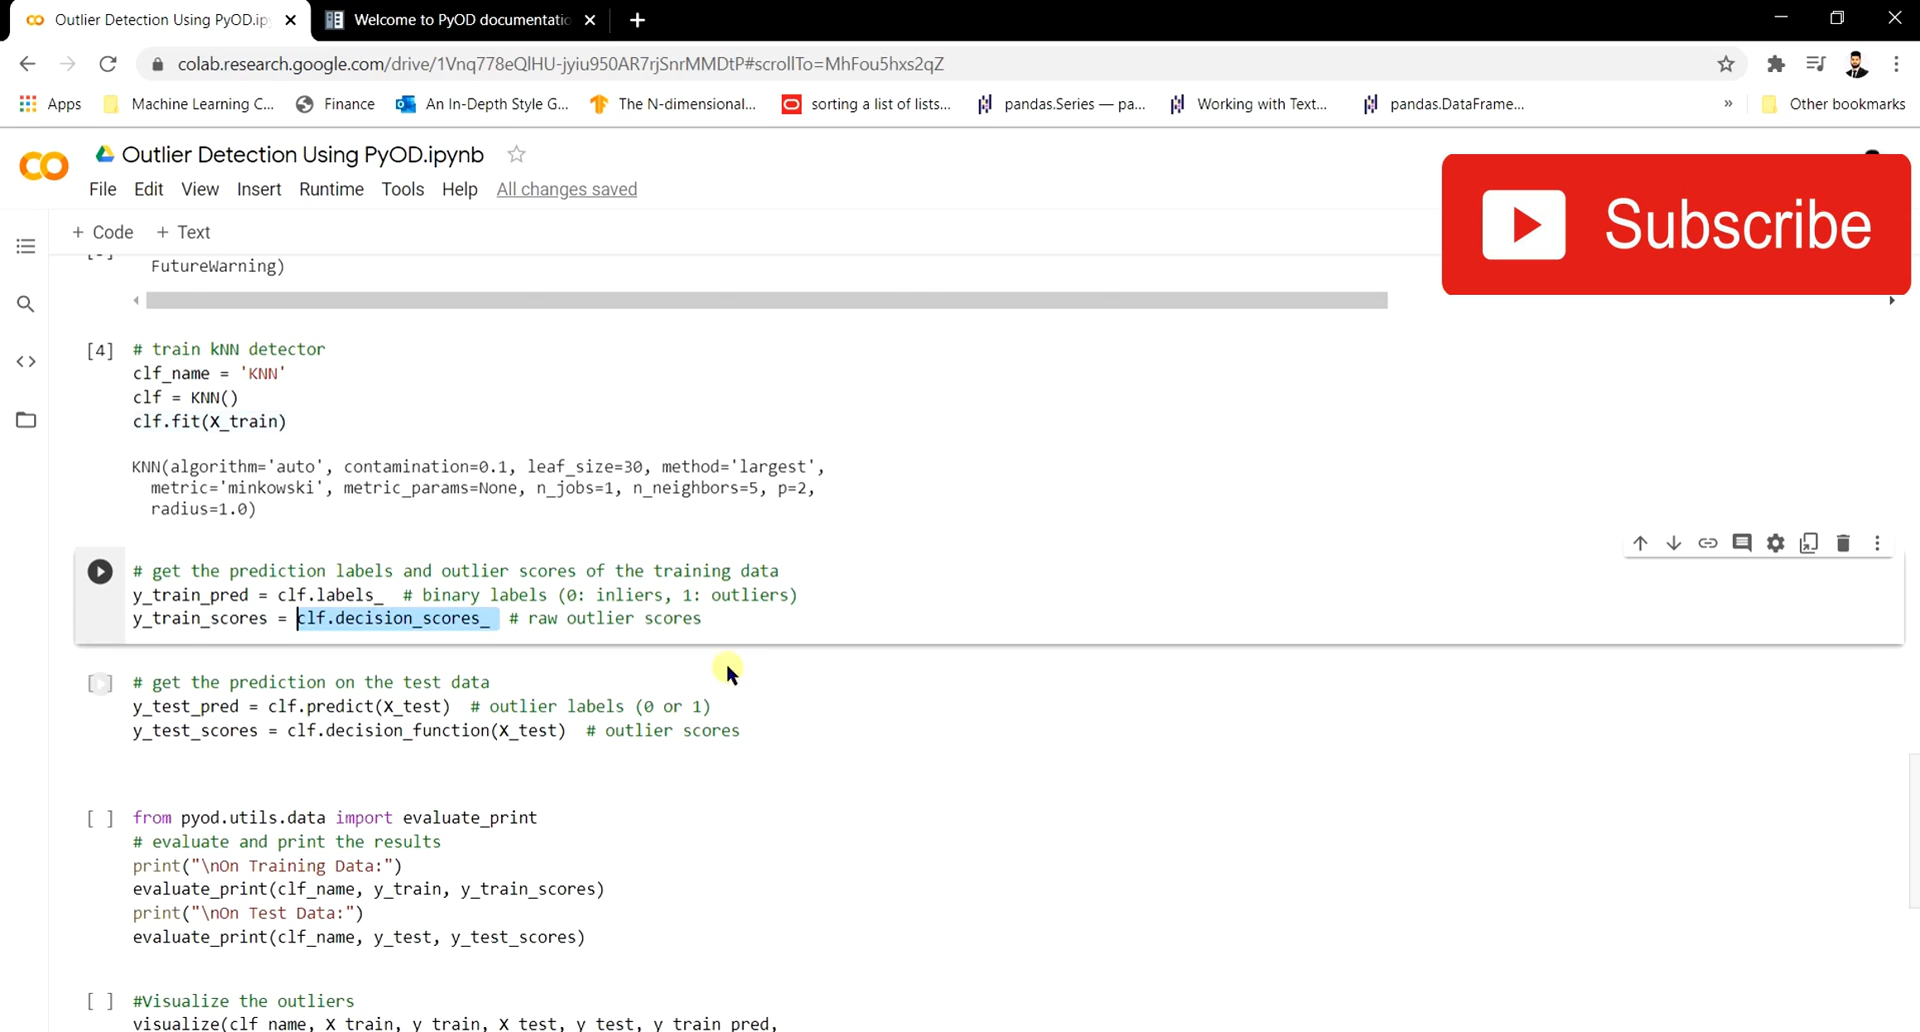 Outlier Detection Using PyOD.ip
Welcome to PyOD documentatio
colab.research.google.com/drive/1Vnq778eQlHU-jyiu950AR7rjSnrMMDtP#scrollTo=MhFou5hxs2qZ
Apps Machine Learning C... Finance An In-Depth Style G... The N-dimensional... sorting a list of lists... pandas.Series — pa... Working with Text... pandas.DataFrame... » Other bookmarks
Outlier Detection Using PyOD.ipynb
File Edit View Insert Runtime Tools Help All changes saved
Subscribe
+ Code + Text
FutureWarning)
[4] # train kNN detector
clf_name = 'KNN'
clf = KNN()
clf.fit(X_train)
KNN(algorithm='auto', contamination=0.1, leaf_size=30, method='largest',
metric='minkowski', metric_params=None, n_jobs=1, n_neighbors=5, p=2,
radius=1.0)
# get the prediction labels and outlier scores of the training data
y_train_pred = clf.labels_ # binary labels (0: inliers, 1: outliers)
y_train_scores = clf.decision_scores_ # raw outlier scores
[ ] # get the prediction on the test data
y_test_pred = clf.predict(X_test) # outlier labels (0 or 1)
y_test_scores = clf.decision_function(X_test) # outlier scores
[ ] from pyod.utils.data import evaluate_print
# evaluate and print the results
print("\nOn Training Data:")
evaluate_print(clf_name, y_train, y_train_scores)
print("\nOn Test Data:")
evaluate_print(clf_name, y_test, y_test_scores)
[ ] #Visualize the outliers
visualize(clf_name, X_train, y_train, X_test, y_test, y_train_pred,